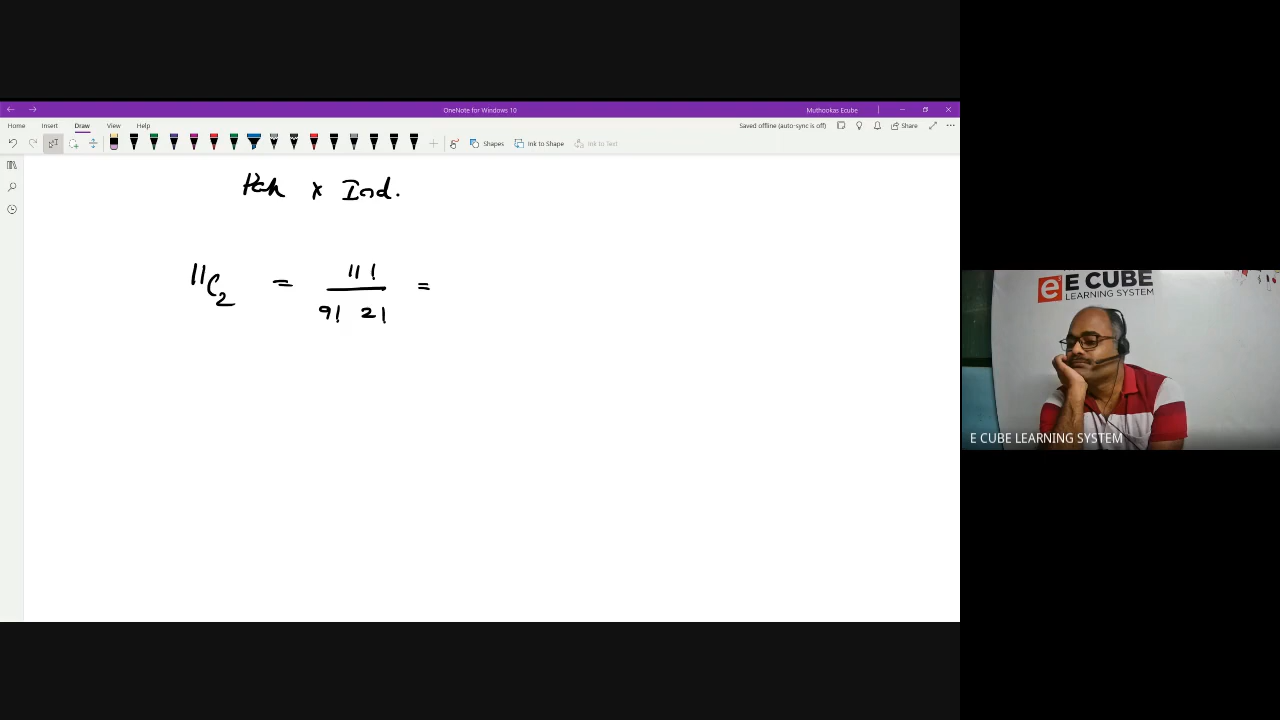 OneNote for Windows 10
Muthookas Ecube
Home Insert Draw View Help
Saved offline (auto-sync is off) Share
Shapes Ink to Shape Ink to Text
Pak x Ind.
11C2 = 11! =
9! 2!
e E CUBE
LEARNING SYSTEM
E CUBE LEARNING SYSTEM